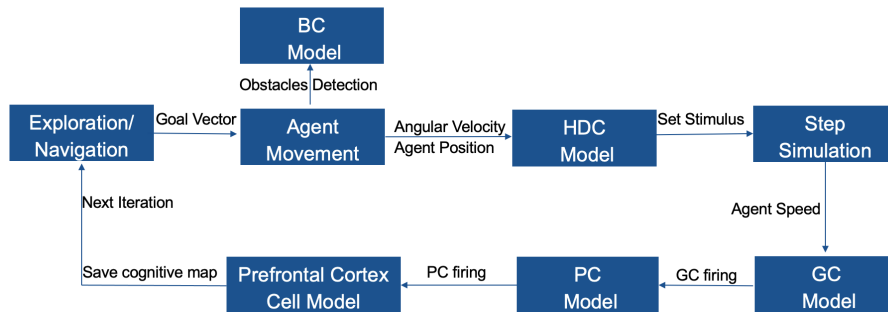 BC
Model
Obstacles Detection
Exploration/
Navigation
Goal Vector
Agent
Movement
Angular Velocity
Agent Position
HDC
Model
Set Stimulus
Step
Simulation
Agent Speed
Next Iteration
Save cognitive map
Prefrontal Cortex
Cell Model
PC firing
PC
Model
GC firing
GC
Model